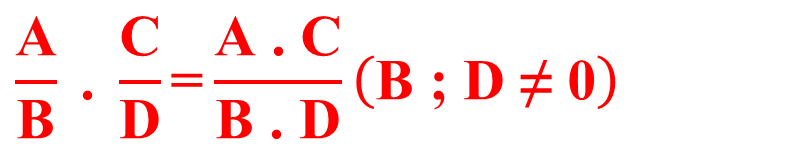 A/B . C/D = A . C/B . D (B ; D ≠ 0)